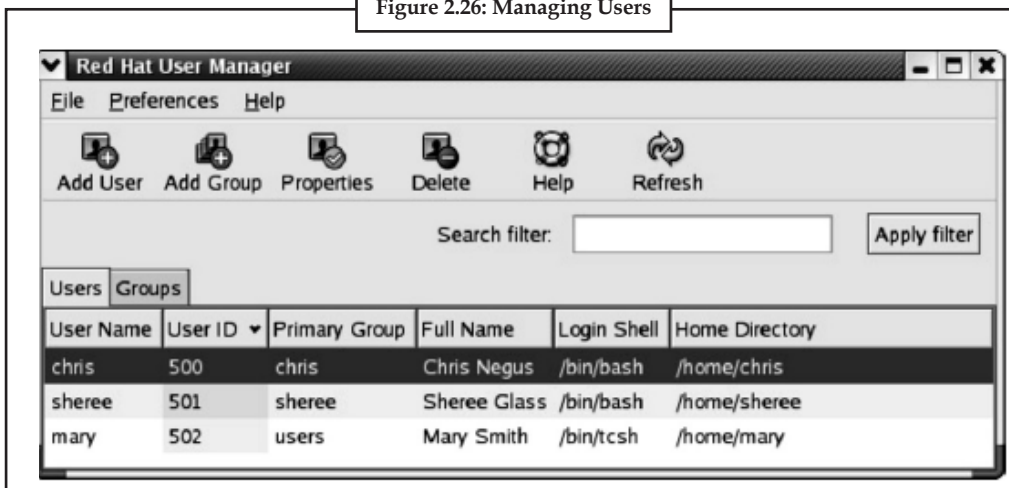 Figure 2.26: Managing Users
Red Hat User Manager
File Preferences Help
Add User Add Group Properties Delete Help Refresh
Search filter: Apply filter
Users Groups
User Name User ID Primary Group Full Name Login Shell Home Directory
chris 500 chris Chris Negus /bin/bash /home/chris
sheree 501 sheree Sheree Glass /bin/bash /home/sheree
mary 502 users Mary Smith /bin/tcsh /home/mary